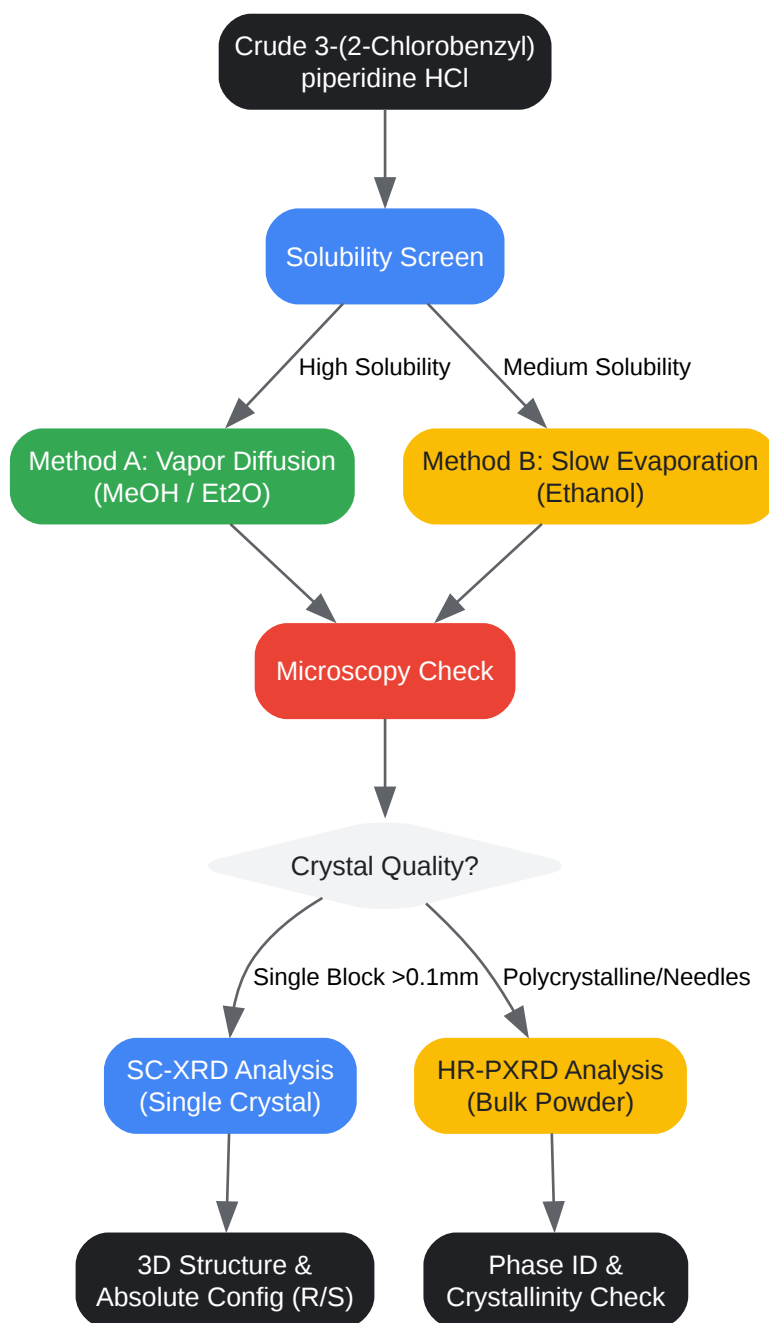 Crude 3-(2-Chlorobenzyl)
piperidine HCl
Solubility Screen
High Solubility
Medium Solubility
Method A: Vapor Diffusion
(MeOH / Et2O)
Method B: Slow Evaporation
(Ethanol)
Microscopy Check
Crystal Quality?
Single Block >0.1mm
Polycrystalline/Needles
SC-XRD Analysis
(Single Crystal)
HR-PXRD Analysis
(Bulk Powder)
3D Structure &
Absolute Config (R/S)
Phase ID &
Crystallinity Check